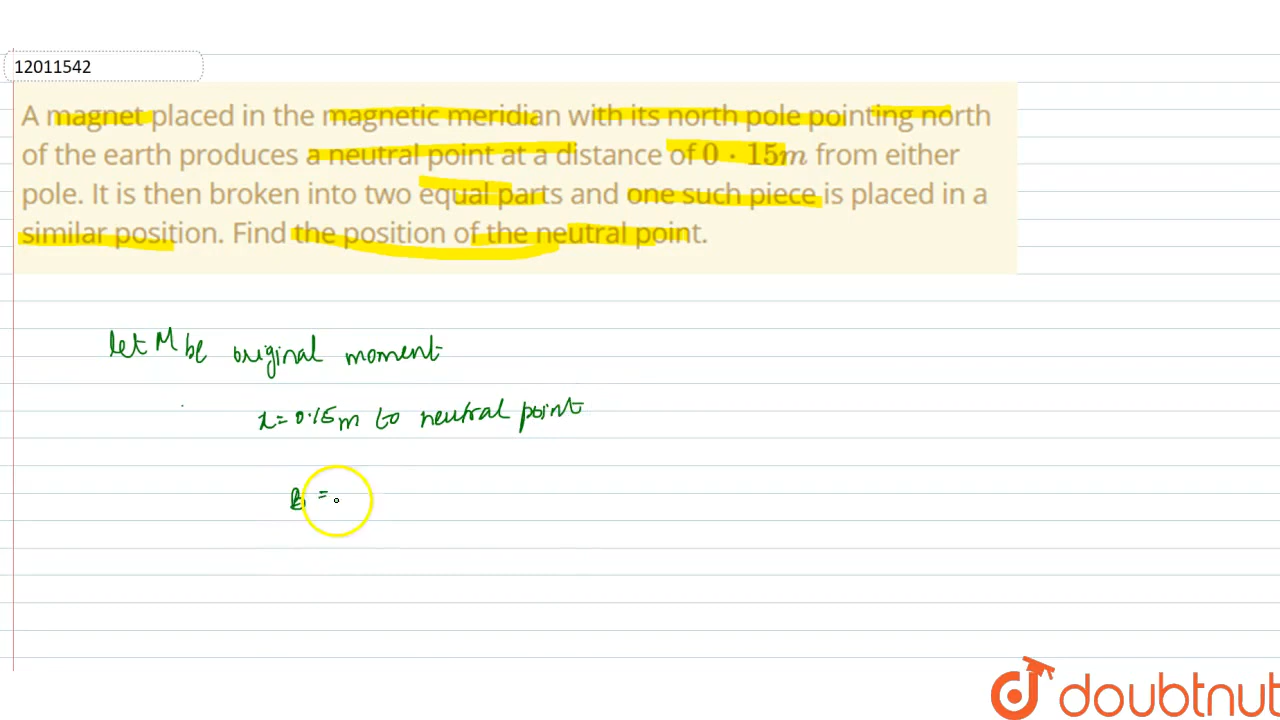 12011542
A magnet placed in the magnetic meridian with its north pole pointing north
of the earth produces a neutral point at a distance of 0 · 15m from either
pole. It is then broken into two equal parts and one such piece is placed in a
similar position. Find the position of the neutral point.
let M be original moment
x = 0.15m to neutral point
B =
doubtnut